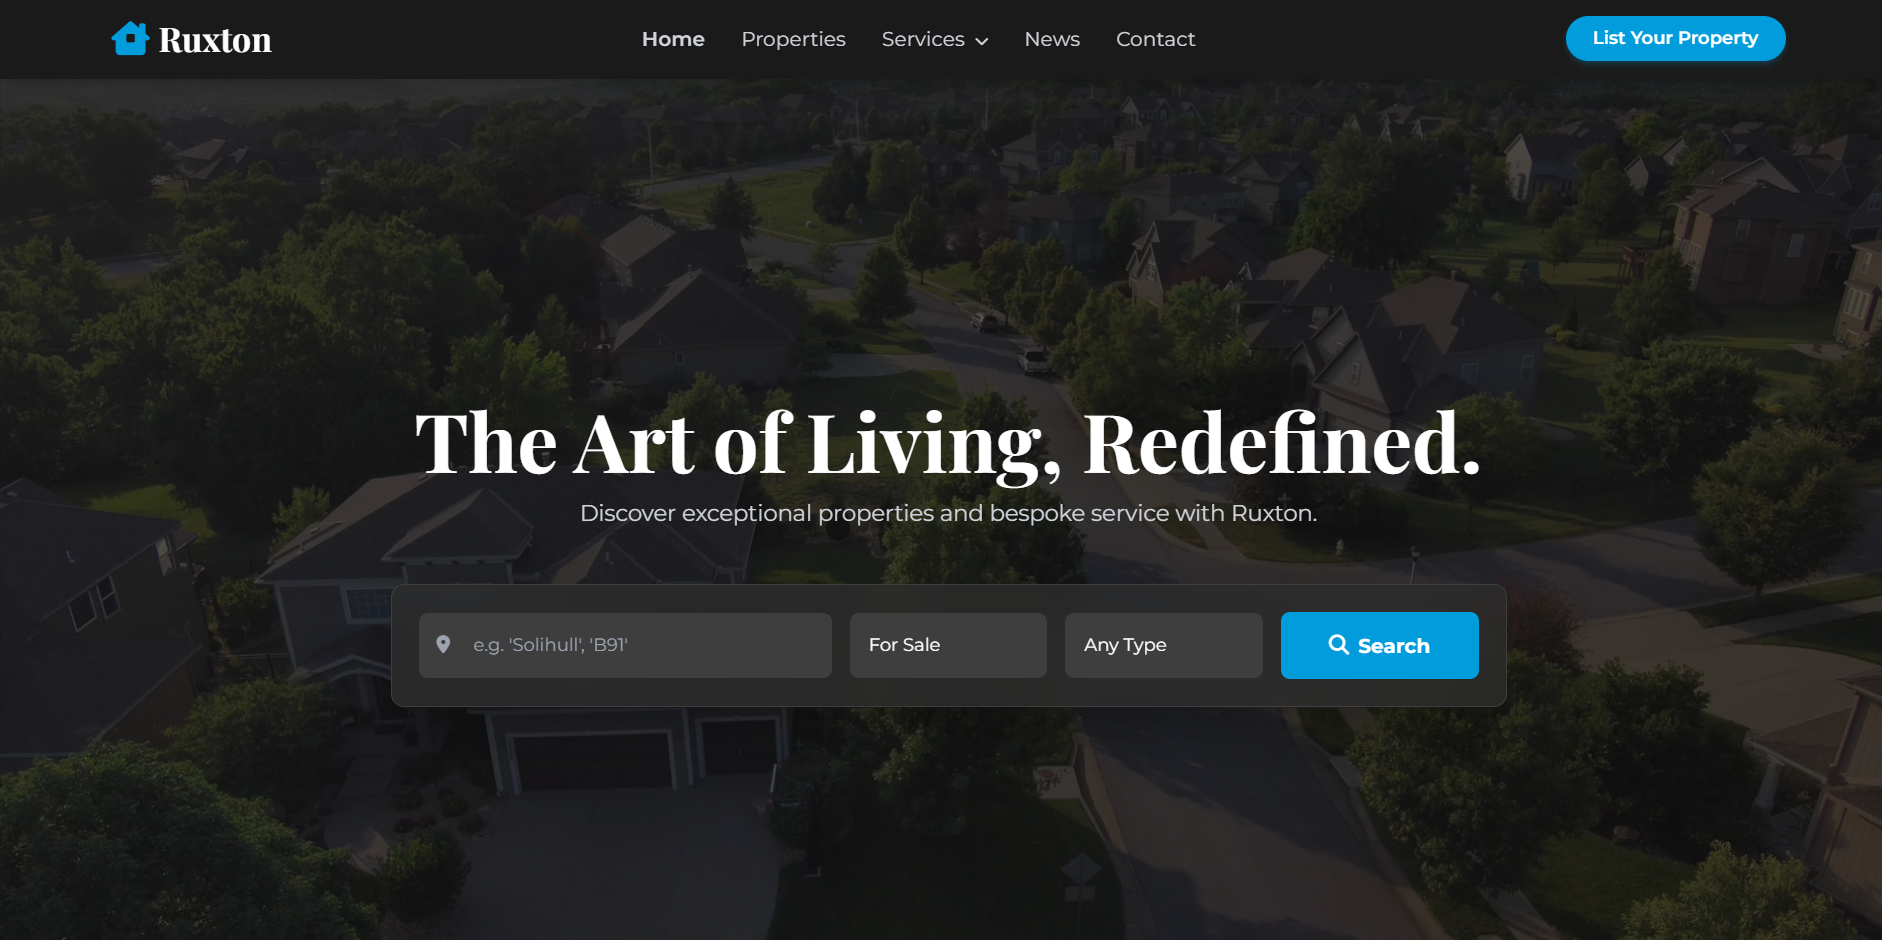 Ruxton
Home Properties Services News Contact
List Your Property
The Art of Living, Redefined.
Discover exceptional properties and bespoke service with Ruxton.
e.g. 'Solihull', 'B91'
For Sale
Any Type
Search